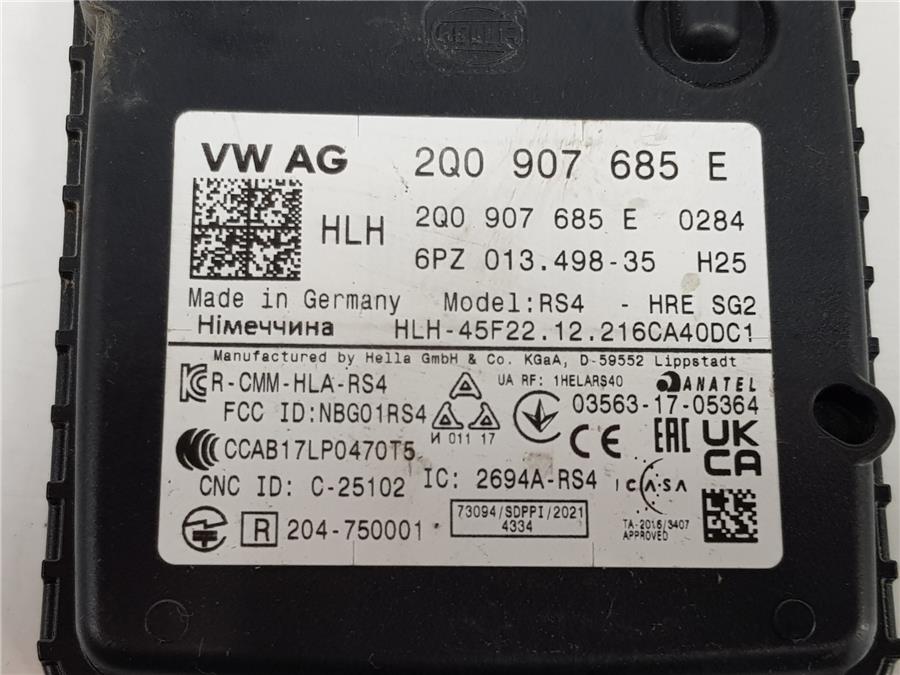 HELLA
VW AG 2Q0 907 685 E
HLH 2Q0 907 685 E 0284
6PZ 013.498-35 H25
Made in Germany Model:RS4 - HRE SG2
Німеччина HLH-45F22.12.216CA40DC1
Manufactured by Hella GmbH & Co. KGaA, D-59552 Lippstadt
R-CMM-HLA-RS4 UA RF: 1HELARS40 ANATEL
FCC ID:NBG01RS4 И 011 17 03563-17-05364
CCAB17LP0470T5 CE EAC UK CA
CNC ID: C-25102 IC: 2694A-RS4 ICASA
R 204-750001 73094/SDPPI/2021
4334
TA-2016/3407
APPROVED